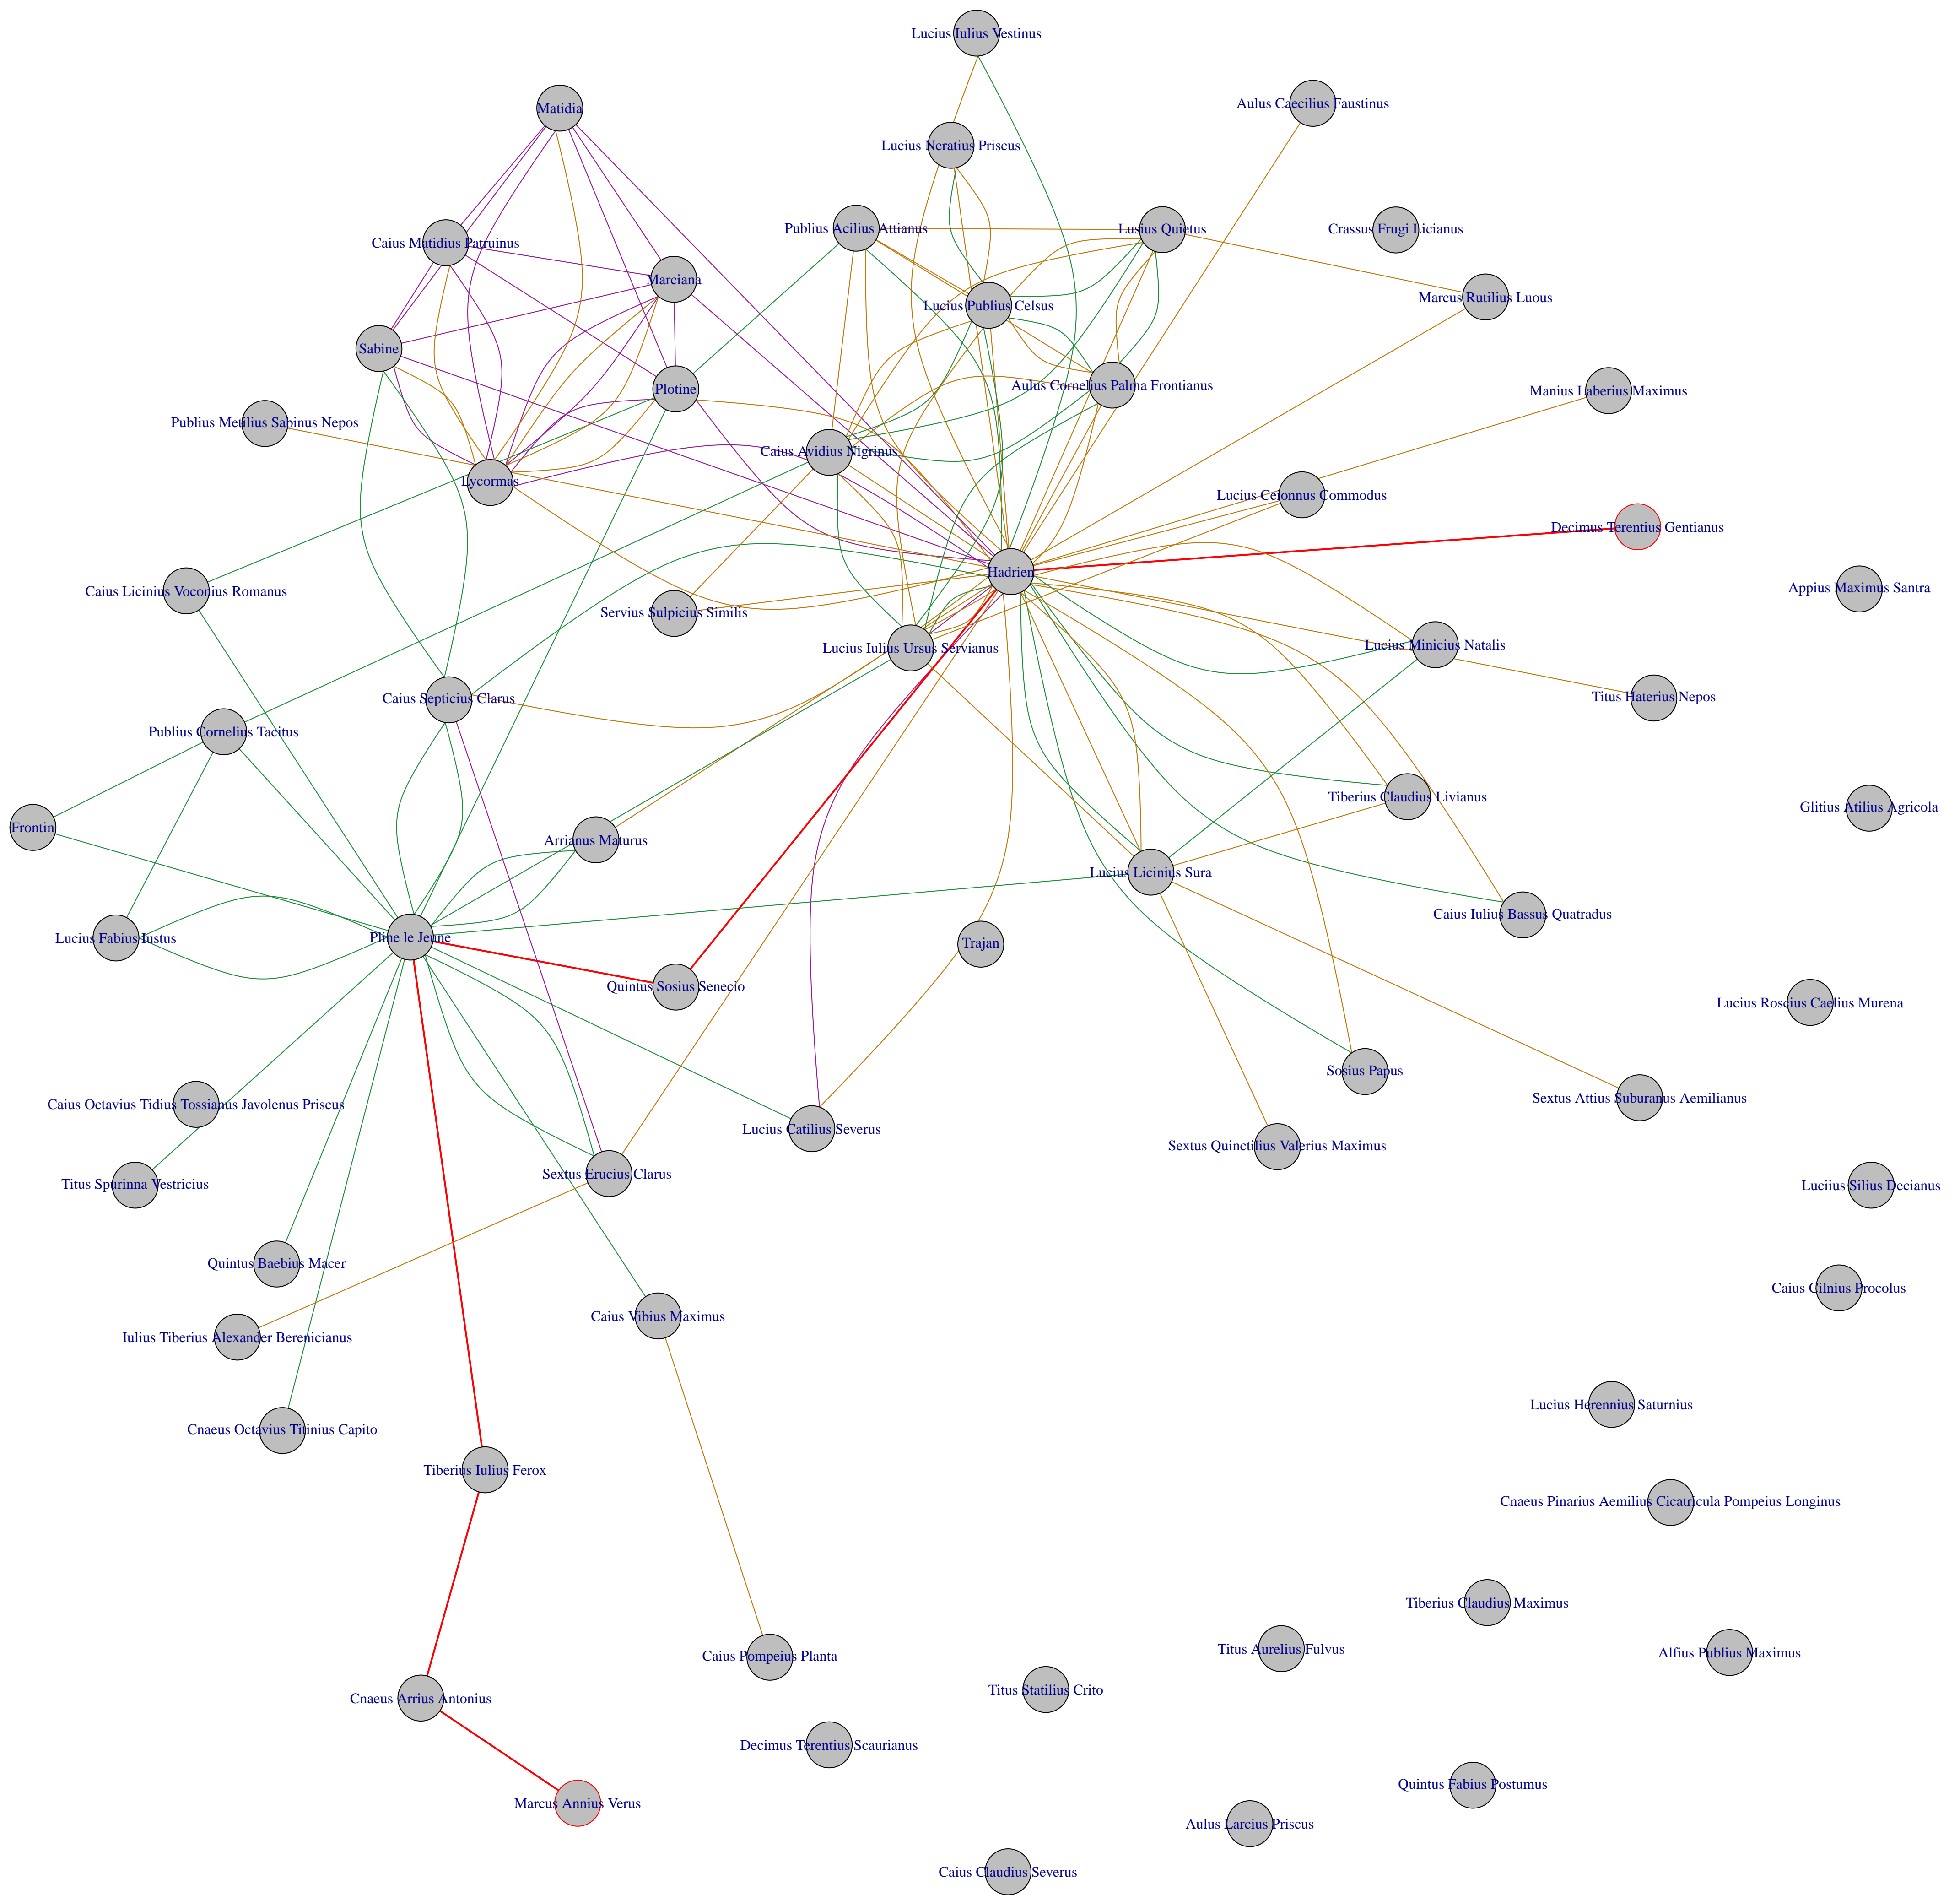 Lucius Iulius Vestinus
Aulus Caecilius Faustinus
Matidia
Lucius Neratius Priscus
Publius Acilius Attianus
Lusius Quietus
Crassus Frugi Licianus
Caius Matidius Patruinus
Marciana
Marcus Rutilius Luous
Lucius Publius Celsus
Sabine
Plotine
Aulus Cornelius Palma Frontianus
Manius Laberius Maximus
Publius Metilius Sabinus Nepos
Caius Avidius Nigrinus
Lycormas
Lucius Ceionnus Commodus
Decimus Terentius Gentianus
Hadrien
Caius Licinius Voconius Romanus
Appius Maximus Santra
Servius Sulpicius Similis
Lucius Iulius Ursus Servianus
Lucius Minicius Natalis
Caius Septicius Clarus
Titus Haterius Nepos
Publius Cornelius Tacitus
Tiberius Claudius Livianus
Glitius Atilius Agricola
Frontin
Arrianus Maturus
Lucius Licinius Sura
Caius Iulius Bassus Quatradus
Lucius Fabius Iustus
Pline le Jeune
Trajan
Quintus Sosius Senecio
Lucius Roscius Caelius Murena
Sosius Papus
Sextus Attius Suburanus Aemilianus
Caius Octavius Tidius Tossianus Javolenus Priscus
Lucius Catilius Severus
Sextus Quinctilius Valerius Maximus
Sextus Erucius Clarus
Titus Spurinna Vestricius
Luciius Silius Decianus
Quintus Baebius Macer
Caius Cilnius Procolus
Caius Vibius Maximus
Iulius Tiberius Alexander Berenicianus
Lucius Herennius Saturnius
Cnaeus Octavius Titinius Capito
Tiberius Iulius Ferox
Cnaeus Pinarius Aemilius Cicatricula Pompeius Longinus
Tiberius Claudius Maximus
Titus Aurelius Fulvus
Alfius Publius Maximus
Caius Pompeius Planta
Titus Statilius Crito
Cnaeus Arrius Antonius
Decimus Terentius Scaurianus
Quintus Fabius Postumus
Marcus Annius Verus
Aulus Larcius Priscus
Caius Claudius Severus